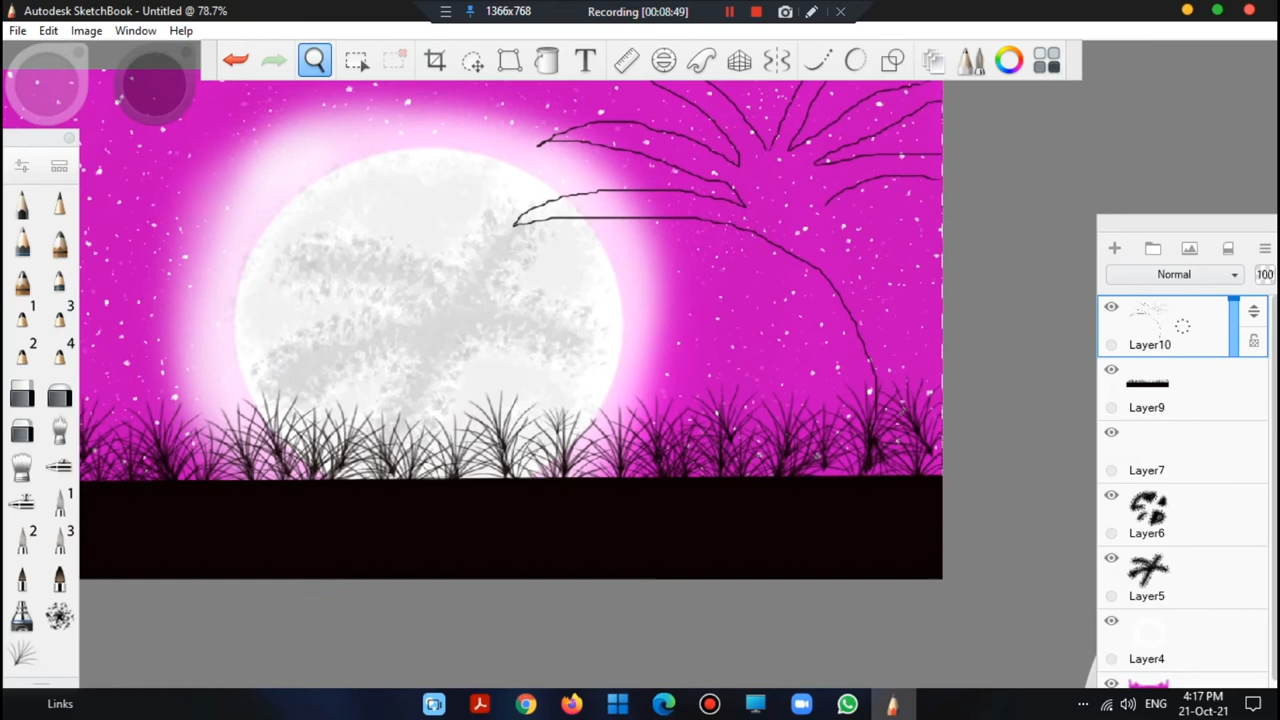 Autodesk SketchBook - Untitled @ 78.7%
1366x768
Recording [00:08:49]
File Edit Image Window Help
T
1 3
2 4
1
2 3
Normal
100
Layer10
Layer9
Layer7
Layer6
Layer5
Layer4
Links
ENG
4:17 PM
21-Oct-21